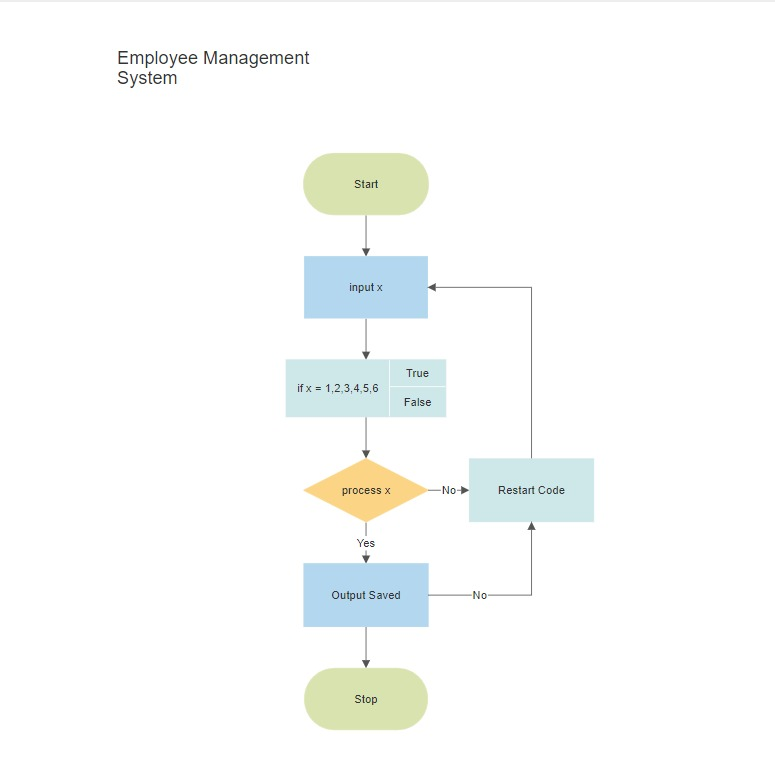 Employee Management
System
Start
input x
if x = 1,2,3,4,5,6
True
False
process x
No
Restart Code
Yes
Output Saved
No
Stop